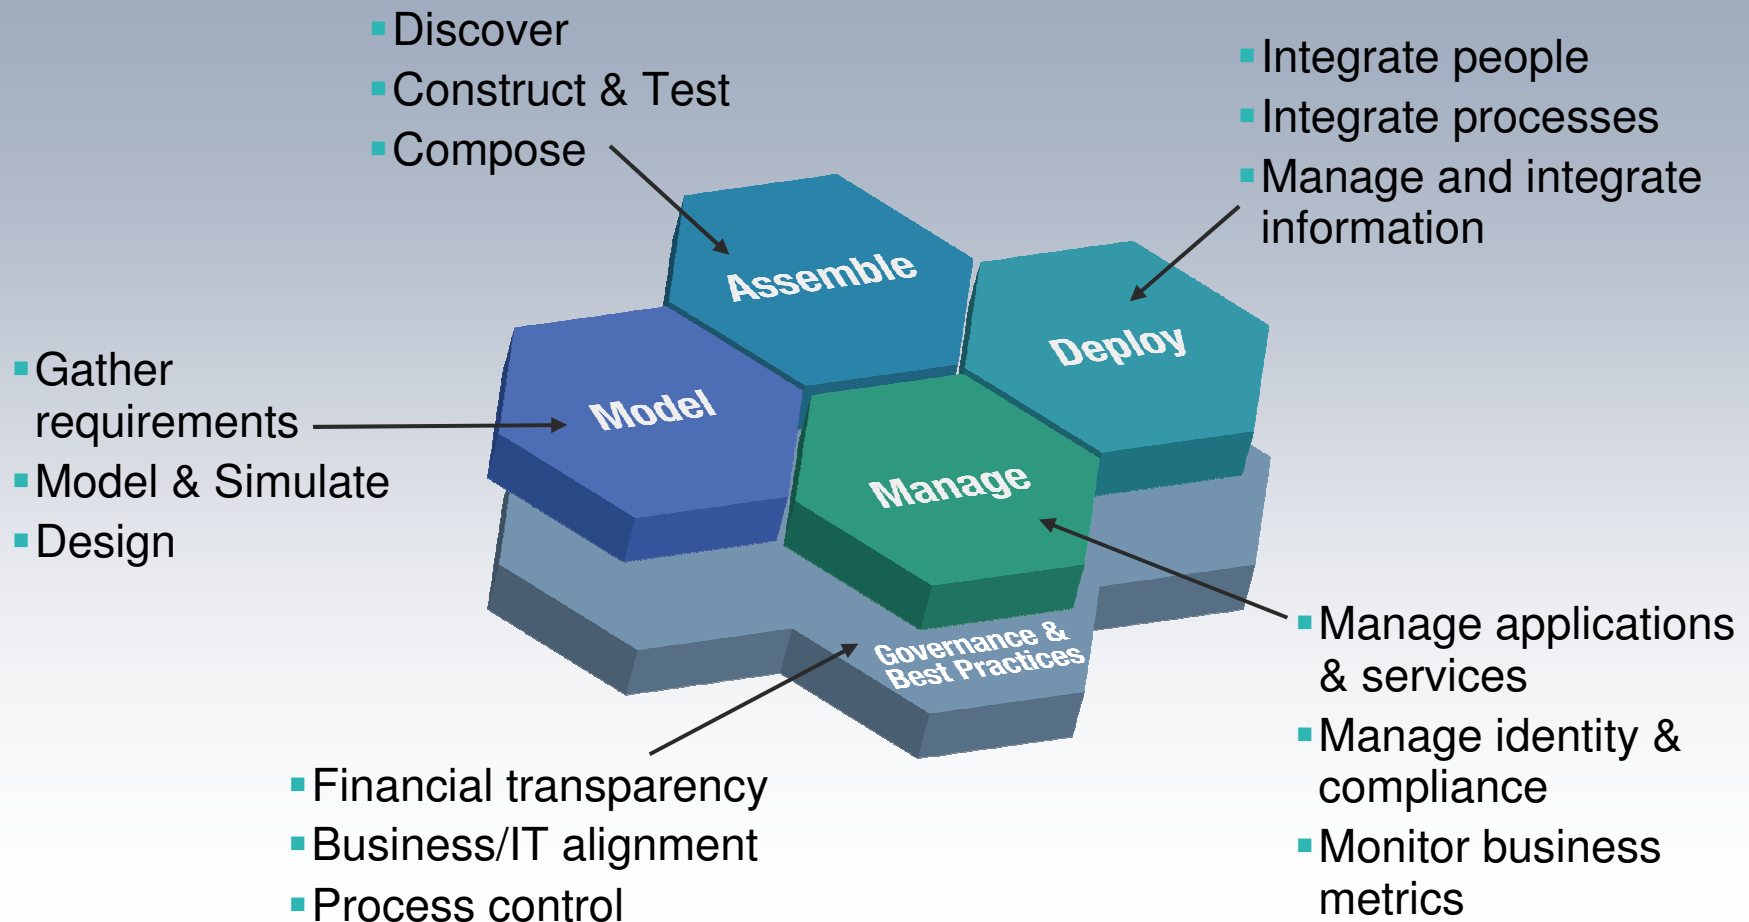 Discover
Construct & Test
Compose
Integrate people
Integrate processes
Manage and integrate
information
Assemble
Deploy
Gather
requirements
Model & Simulate
Design
Model
Manage
Governance &
Best Practices
Manage applications
& services
Manage identity &
compliance
Monitor business
metrics
Financial transparency
Business/IT alignment
Process control